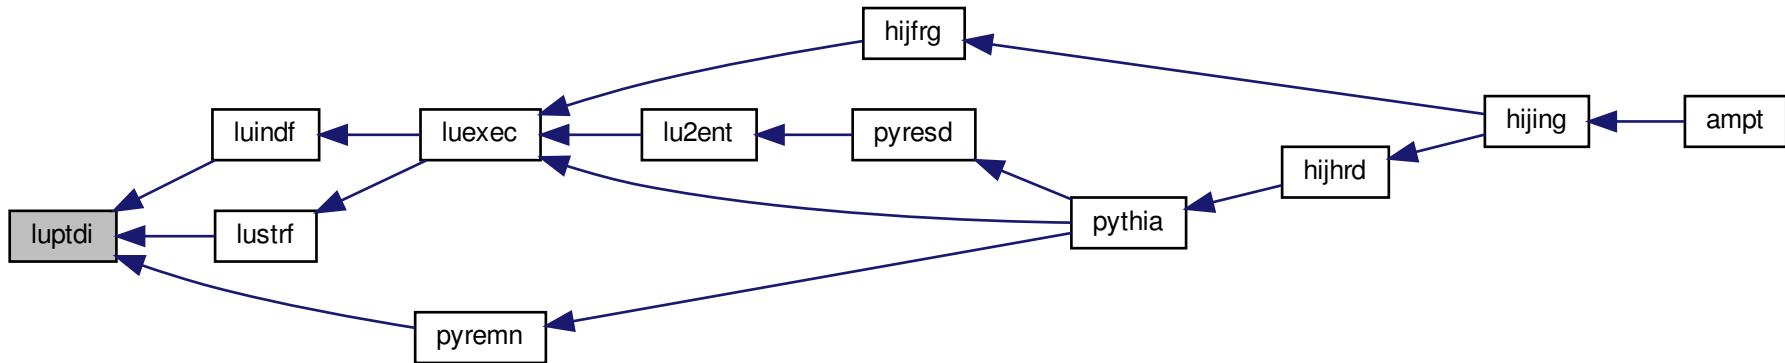 hijfrg
luindf
luexec
lu2ent
pyresd
hijing
ampt
hijhrd
luptdi
lustrf
pythia
pyremn